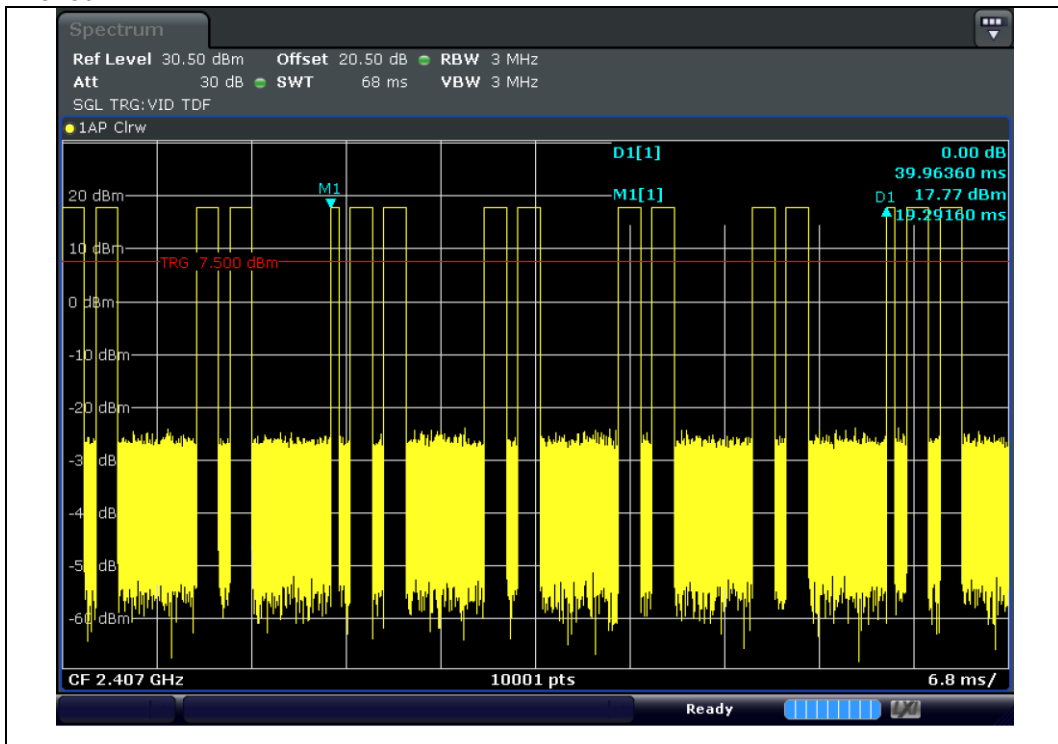 Spectrum
Ref Level 30.50 dBm Offset 20.50 dB RBW 3 MHz
Att 30 dB SWT 68 ms VBW 3 MHz
SGL TRG:VID TDF
1AP Clrw
D1[1] 0.00 dB
39.96360 ms
M1[1] 17.77 dBm
19.29160 ms
M1
D1
20 dBm
10 dBm
TRG 7.500 dBm
0 dBm
-10 dBm
-20 dBm
-60 dBm
CF 2.407 GHz 10001 pts 6.8 ms/
Ready